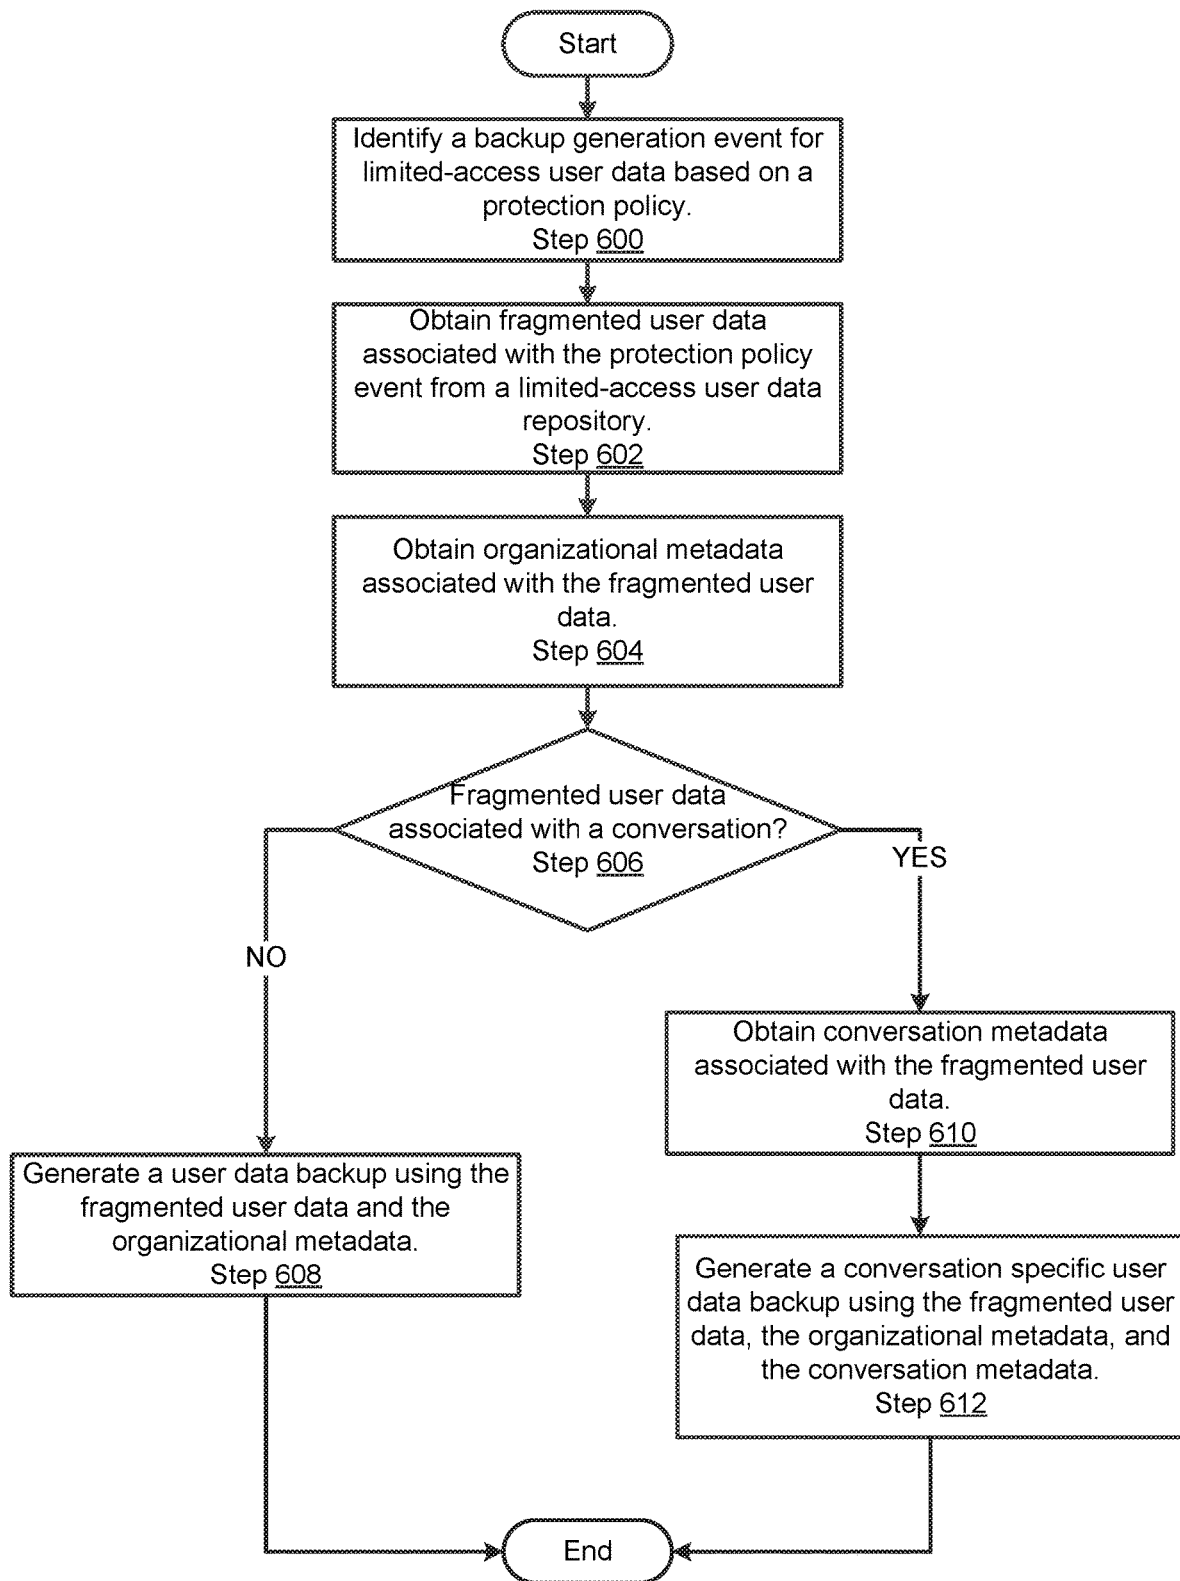 Start
Identify a backup generation event for
limited-access user data based on a
protection policy.
Step 600
Obtain fragmented user data
associated with the protection policy
event from a limited-access user data
repository.
Step 602
Obtain organizational metadata
associated with the fragmented user
data.
Step 604
Fragmented user data
associated with a conversation?
Step 606
NO
YES
Generate a user data backup using the
fragmented user data and the
organizational metadata.
Step 608
Obtain conversation metadata
associated with the fragmented user
data.
Step 610
Generate a conversation specific user
data backup using the fragmented user
data, the organizational metadata, and
the conversation metadata.
Step 612
End